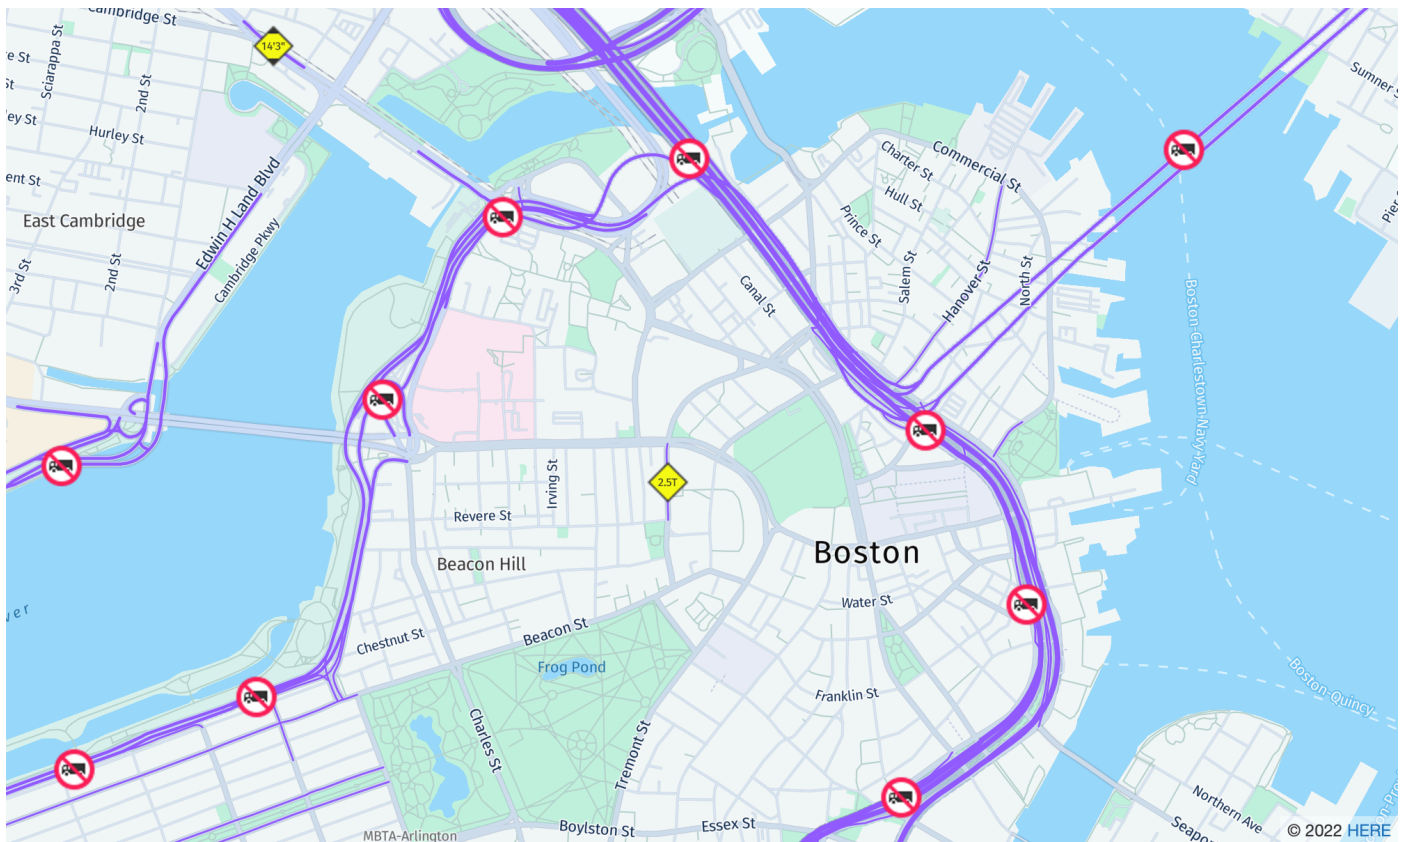 Cambridge St
14'3"
Sciarappa St
2nd St
Hurley St
Sumner
Charter St
Commercial St
Hull St
Prince St
Edwin H Land Blvd
Cambridge Pkwy
East Cambridge
3rd St
2nd St
Salem St
Hanover St
North St
Canal St
Boston-Charlestown Navy Yard
Irving St
2.5T
Revere St
Beacon Hill
Boston
Water St
Chestnut St
Beacon St
Frog Pond
Franklin St
Boston-Quincy
Charles St
Tremont St
Northern Ave
MBTA-Arlington
Boylston St
Essex St
Seapo
© 2022 HERE